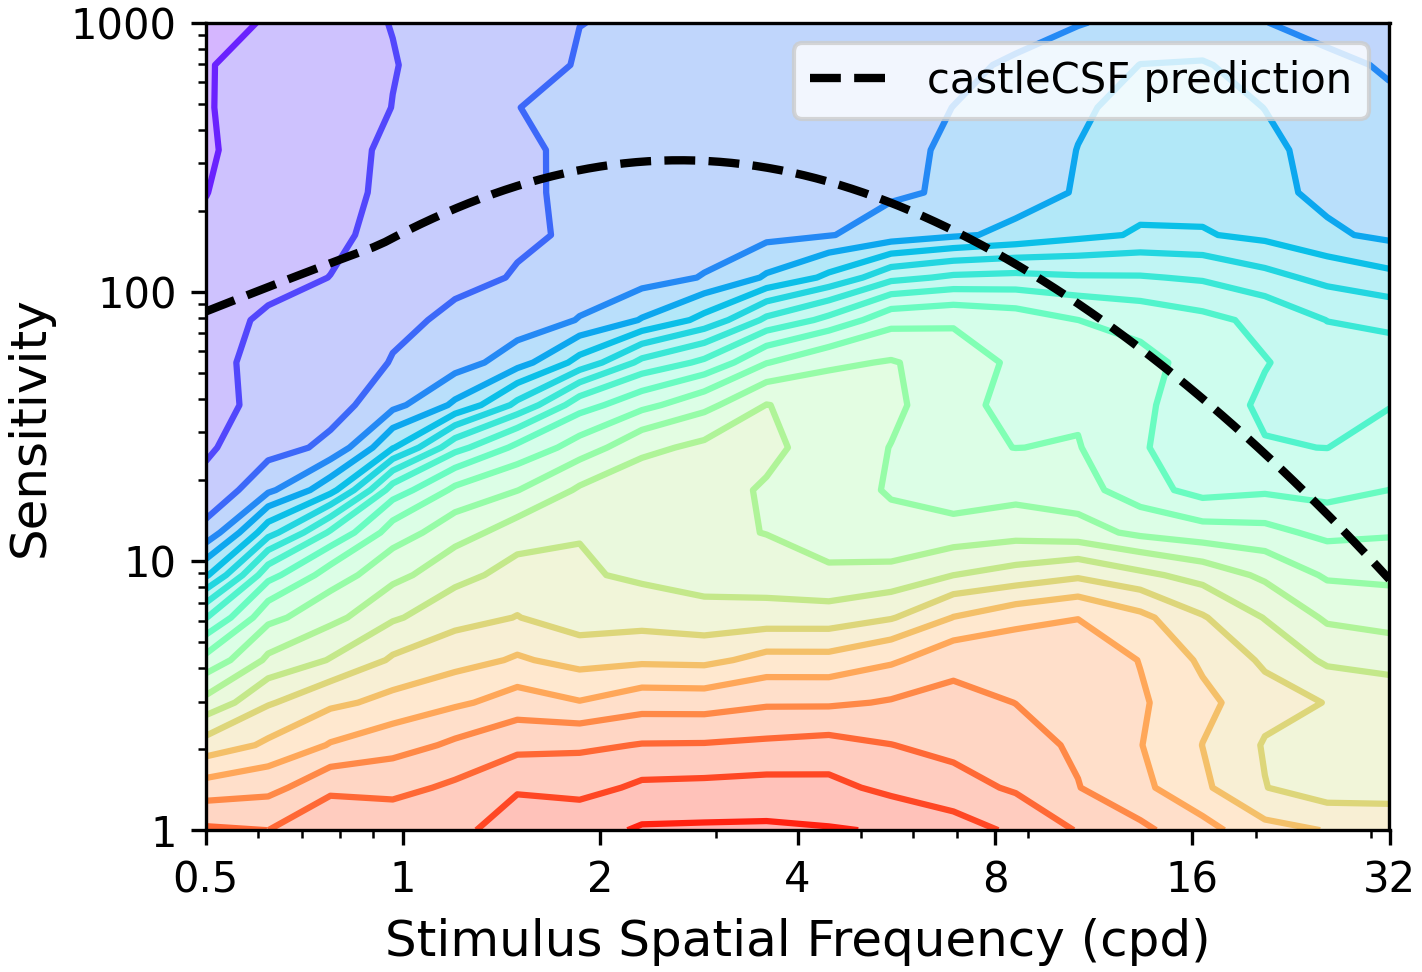 1000
castleCSF prediction
Sensitivity
100
10
1
0.5 1 2 4 8 16 32
Stimulus Spatial Frequency (cpd)